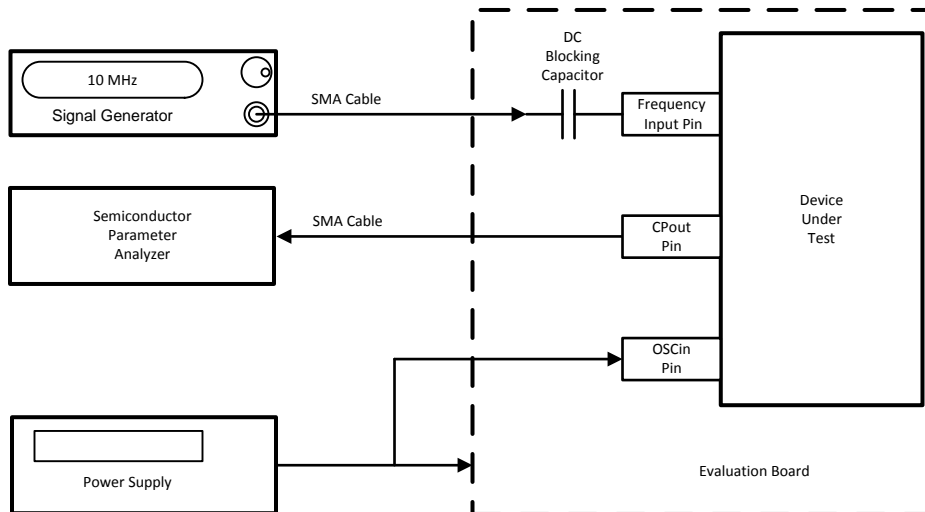 10 MHz
Signal Generator
SMA Cable
DC
Blocking
Capacitor
Frequency
Input Pin
Semiconductor
Parameter
Analyzer
SMA Cable
CPout
Pin
Device
Under
Test
OSCin
Pin
Power Supply
Evaluation Board